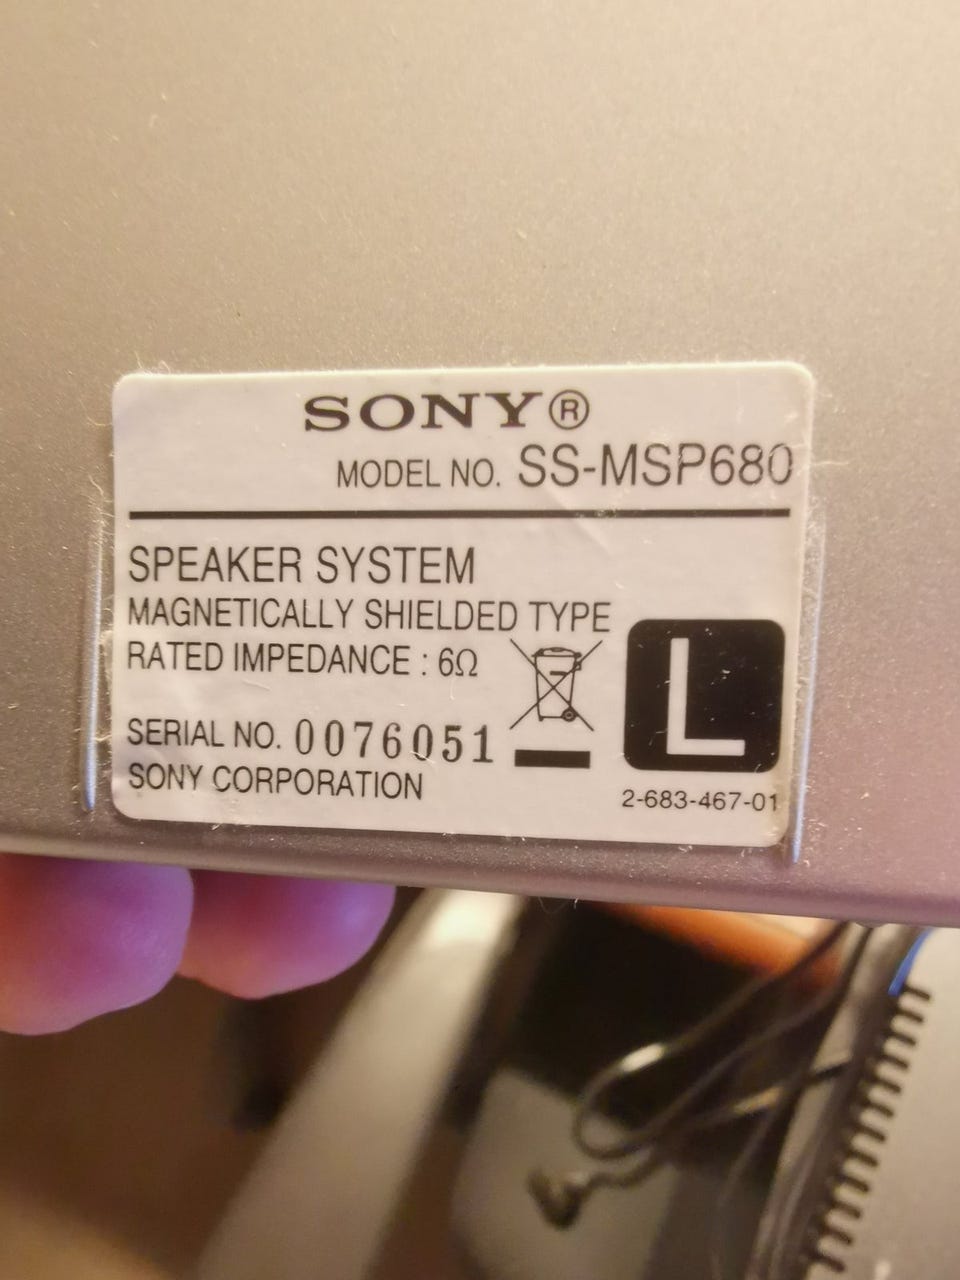 SONY®
MODEL NO. SS-MSP680
SPEAKER SYSTEM
MAGNETICALLY SHIELDED TYPE
RATED IMPEDANCE : 6Ω
L
SERIAL NO. 0076051
SONY CORPORATION
2-683-467-01